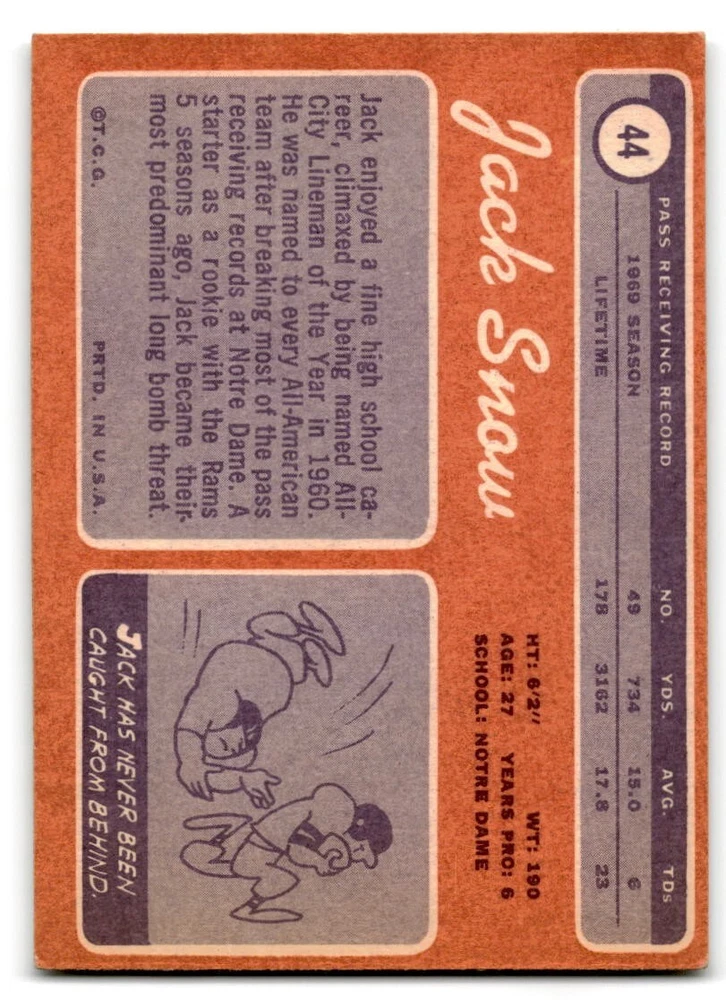 44
PASS RECEIVING RECORD NO. YDS. AVG. TDs
1969 SEASON 49 734 15.0 6
LIFETIME 178 3162 17.8 23
Jack Snow
HT: 6'2" WT: 190
AGE: 27 YEARS PRO: 6
SCHOOL: NOTRE DAME
Jack enjoyed a fine high school ca-
reer, climaxed by being named All-
City Lineman of the Year in 1960.
He was named to every All-American
team after breaking most of the pass
receiving records at Notre Dame. A
starter as a rookie with the Rams
5 seasons ago, Jack became their
most predominant long bomb threat.
©T.C.G. PRTD. IN U.S.A.
JACK HAS NEVER BEEN
CAUGHT FROM BEHIND.